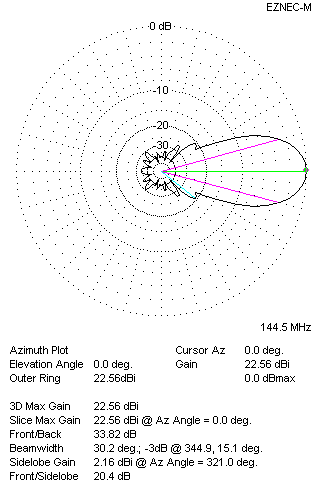 EZNEC-M
0 dB
-10
-20
-30
144.5 MHz
Azimuth Plot Cursor Az 0.0 deg.
Elevation Angle 0.0 deg. Gain 22.56 dBi
Outer Ring 22.56dBi 0.0 dBmax
3D Max Gain 22.56 dBi
Slice Max Gain 22.56 dBi @ Az Angle = 0.0 deg.
Front/Back 33.82 dB
Beamwidth 30.2 deg.; -3dB @ 344.9, 15.1 deg.
Sidelobe Gain 2.16 dBi @ Az Angle = 321.0 deg.
Front/Sidelobe 20.4 dB